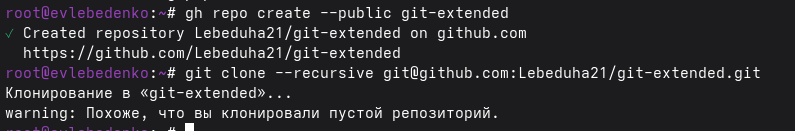 root@evlebedenko:~# gh repo create --public git-extended
✓ Created repository Lebeduha21/git-extended on github.com
https://github.com/Lebeduha21/git-extended
root@evlebedenko:~# git clone --recursive git@github.com:Lebeduha21/git-extended.git
Клонирование в «git-extended»...
warning: Похоже, что вы клонировали пустой репозиторий.
root@evlebedenko:~#